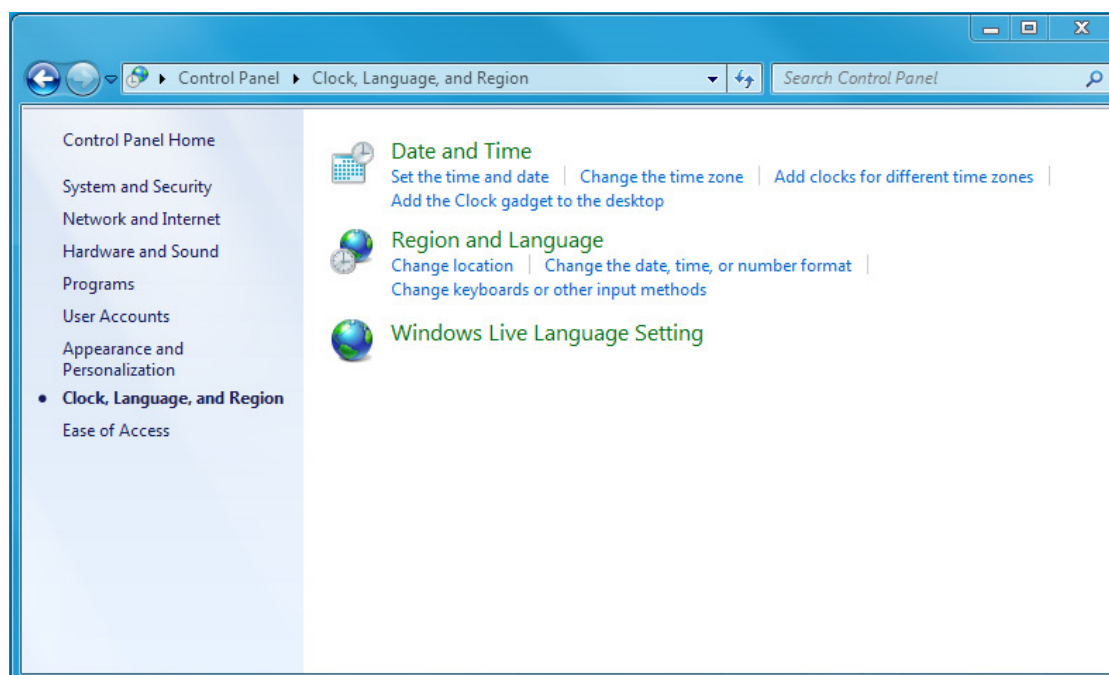 Control Panel Clock, Language, and Region Search Control Panel
Control Panel Home
System and Security
Network and Internet
Hardware and Sound
Programs
User Accounts
Appearance and
Personalization
Clock, Language, and Region
Ease of Access
Date and Time
Set the time and date Change the time zone Add clocks for different time zones
Add the Clock gadget to the desktop
Region and Language
Change location Change the date, time, or number format
Change keyboards or other input methods
Windows Live Language Setting